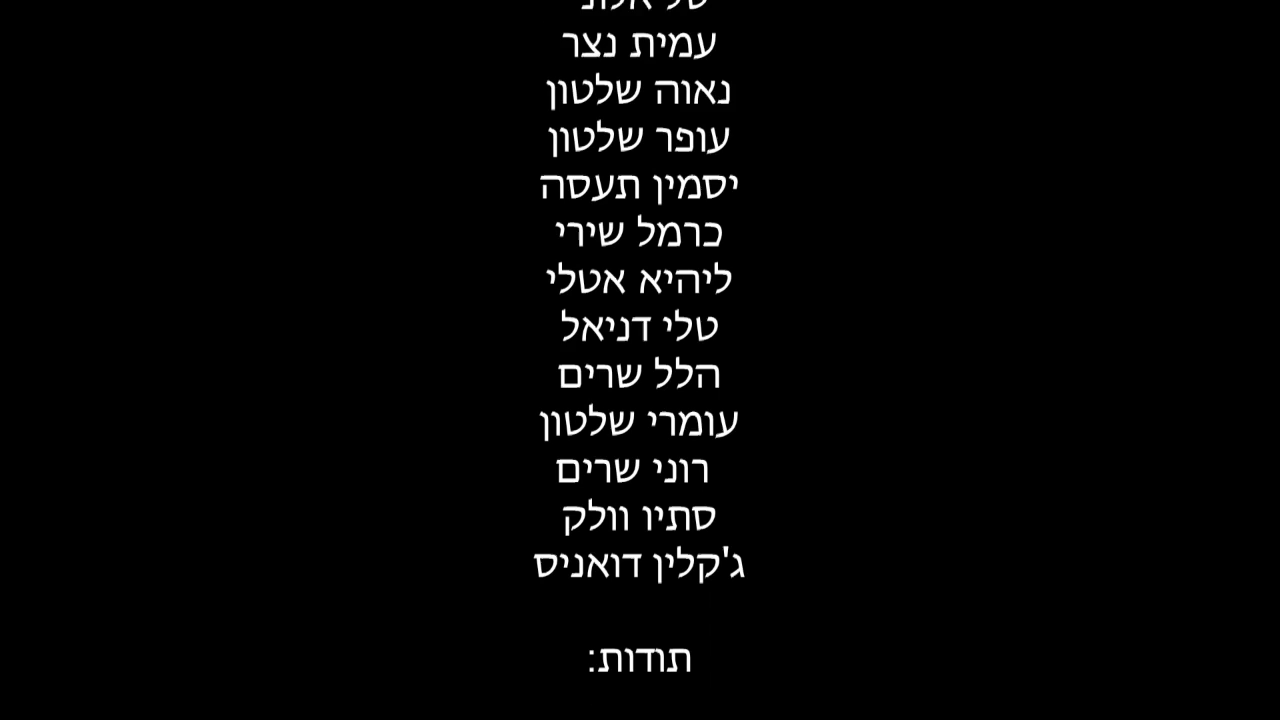 עמית נצר
נאוה שלטון
עופר שלטון
יסמין תעסה
כרמל שירי
ליהיא אטלי
טלי דניאל
הלל שרים
עומרי שלטון
רוני שרים
סתיו וולק
ג'קלין דואניס
תודות: